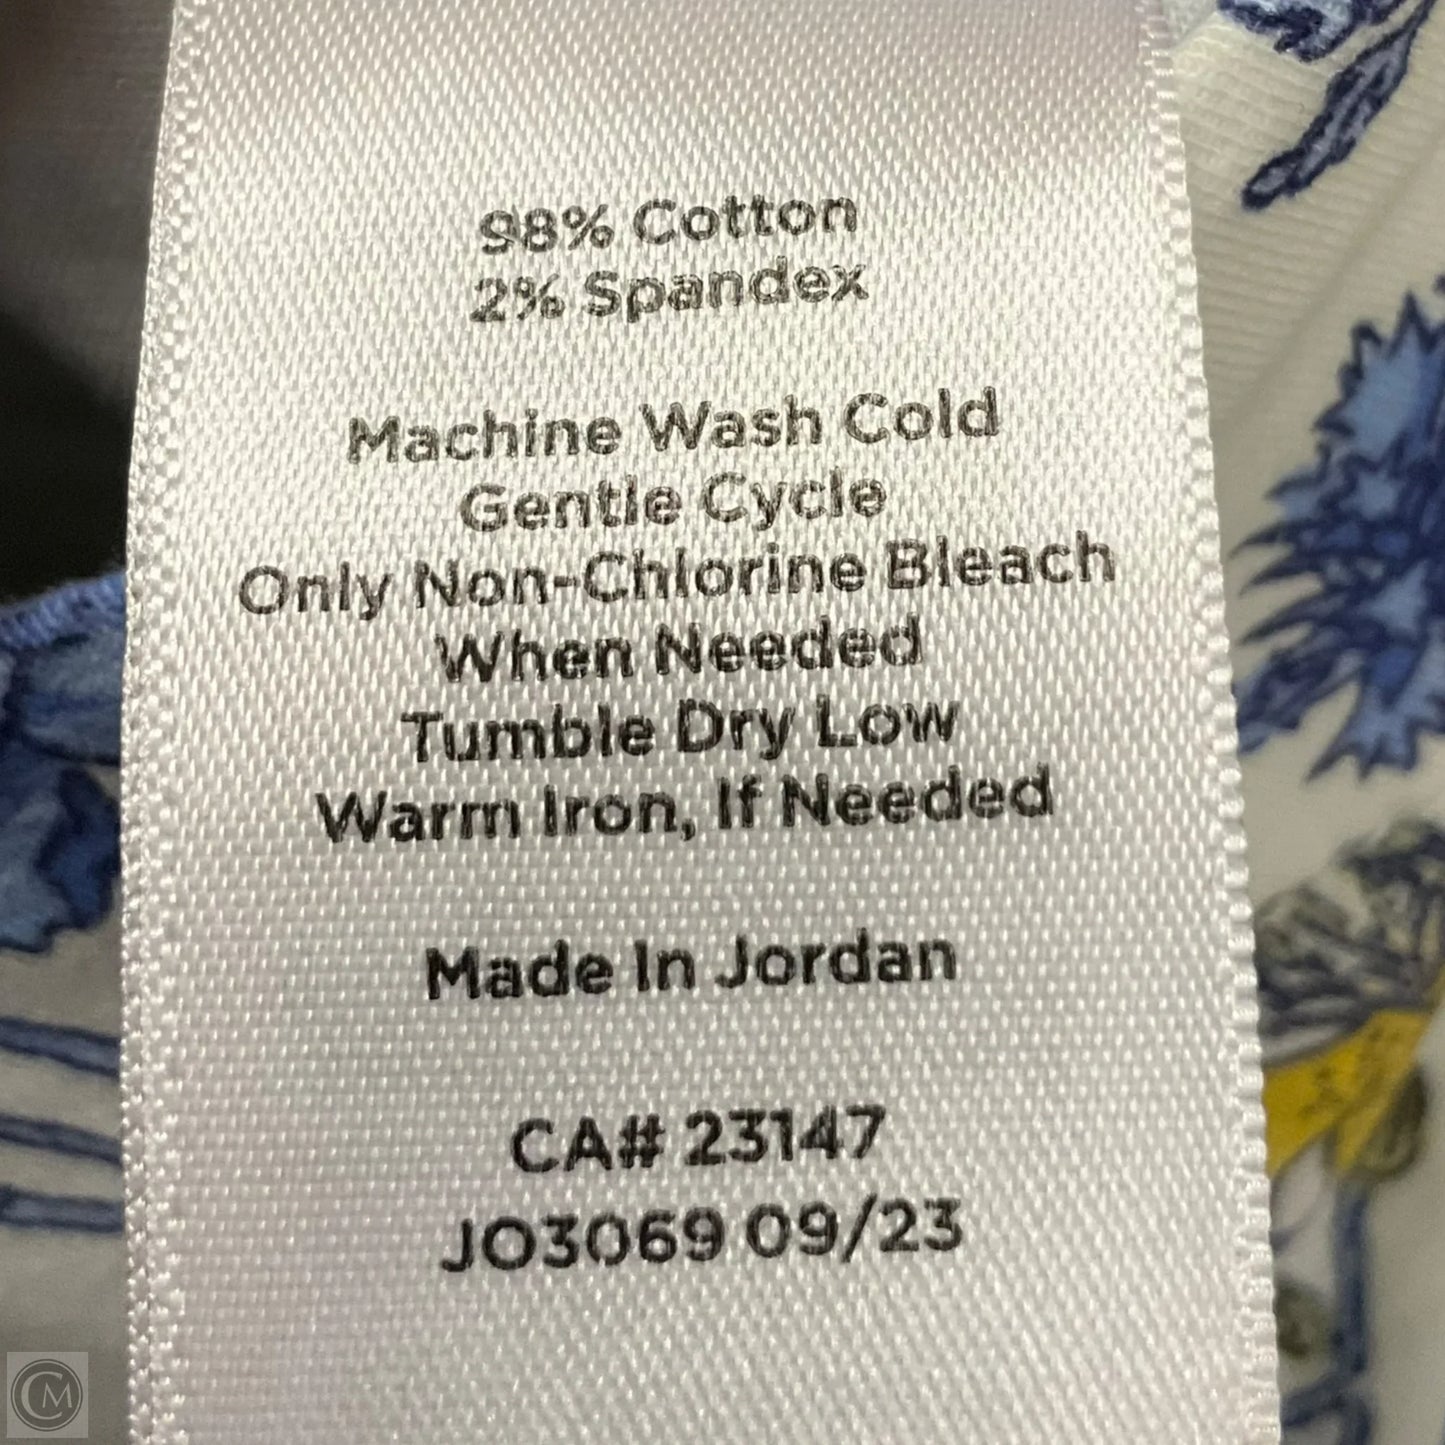 98% Cotton
2% Spandex
Machine Wash Cold
Gentle Cycle
Only Non-Chlorine Bleach
When Needed
Tumble Dry Low
Warm Iron, If Needed
Made In Jordan
CA# 23147
JO3069 09/23
CM